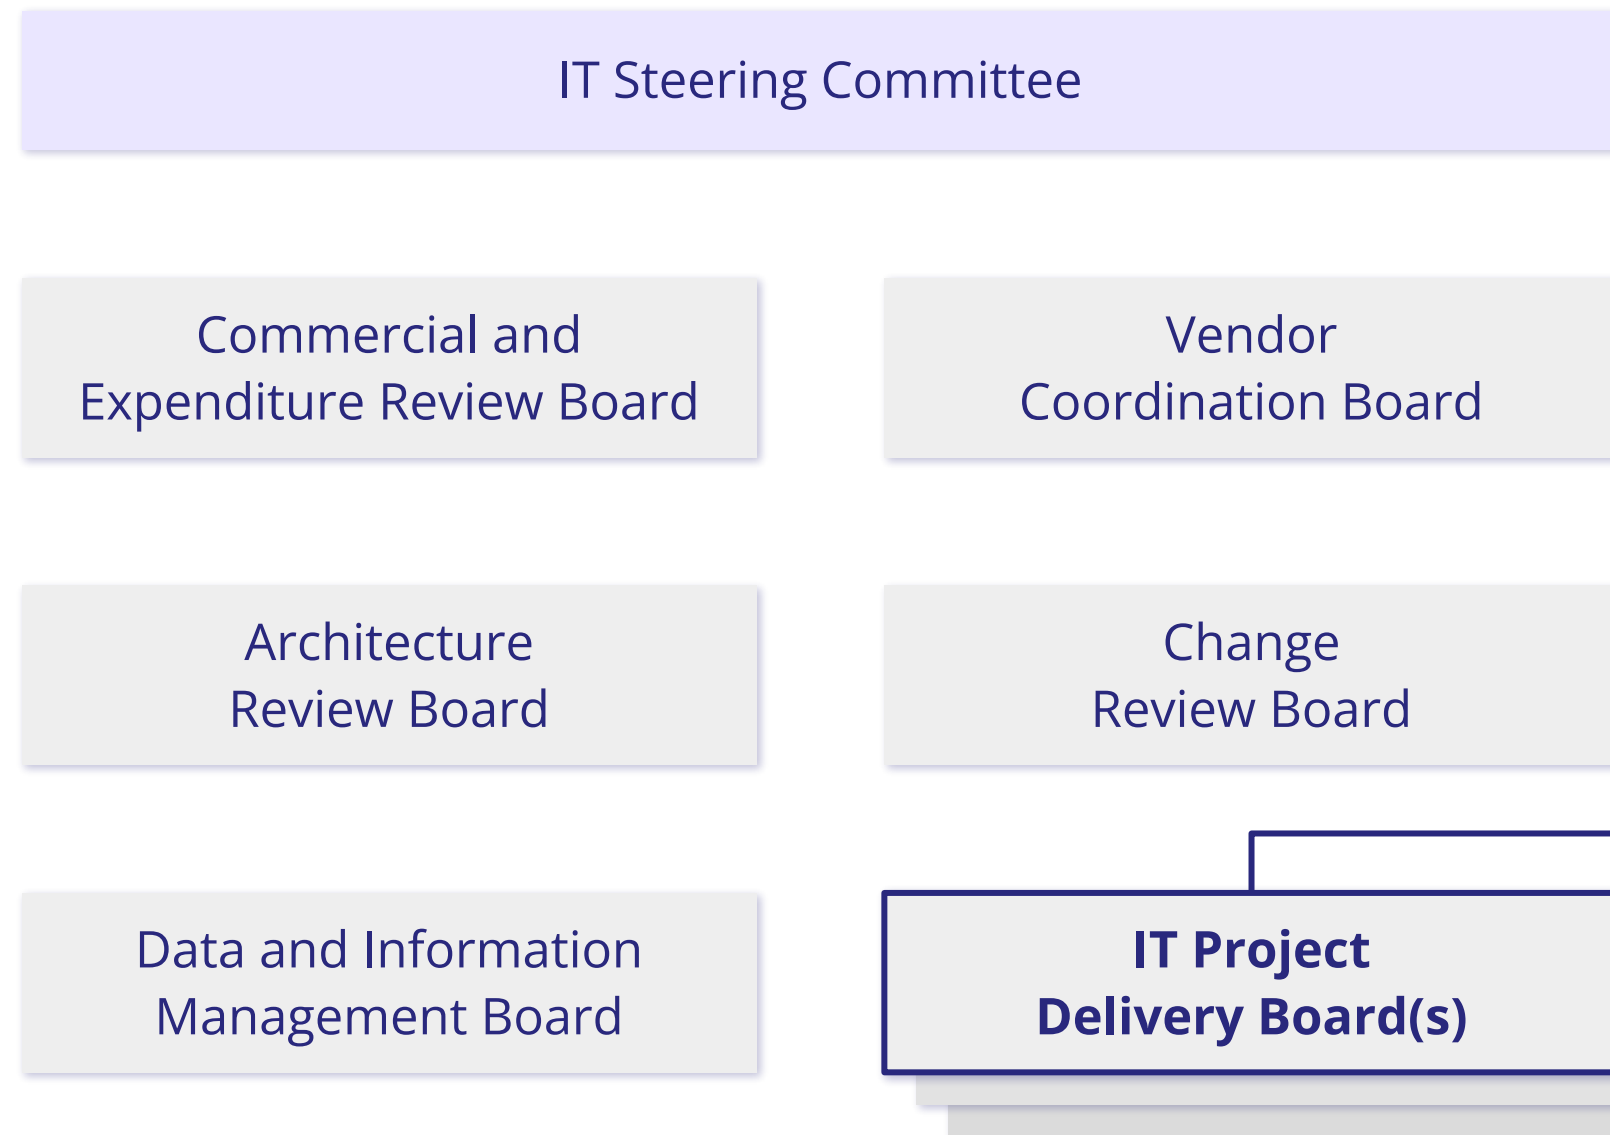 IT Steering Committee
Commercial and
Expenditure Review Board
Vendor
Coordination Board
Architecture
Review Board
Change
Review Board
Data and Information
Management Board
IT Project
Delivery Board(s)